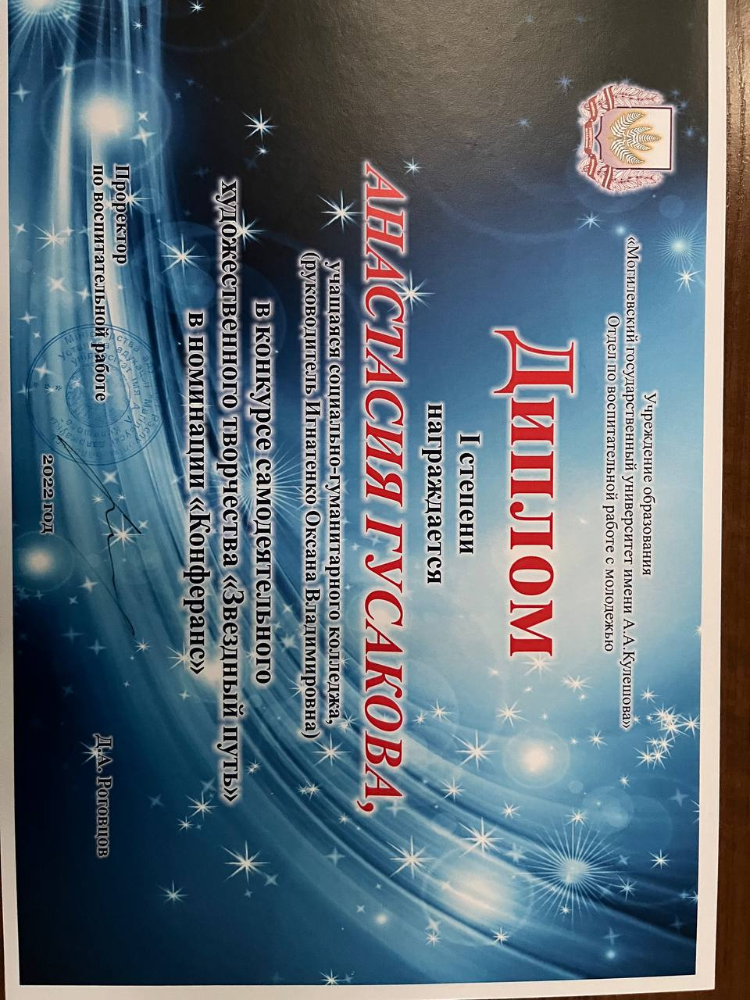 Учреждение образования
«Могилевский государственный университет имени А.А.Кулешова»
Отдел по воспитательной работе с молодежью
Диплом
I степени
награждается
АНАСТАСИЯ ГУСАКОВА,
учащаяся социально-гуманитарного колледжа,
(руководитель Игнатенко Оксана Владимировна)
в конкурсе самодеятельного
художественного творчества «Звездный путь»
в номинации «Конферанс»
Проректор
по воспитательной работе
Д.А. Роговцов
2022 год